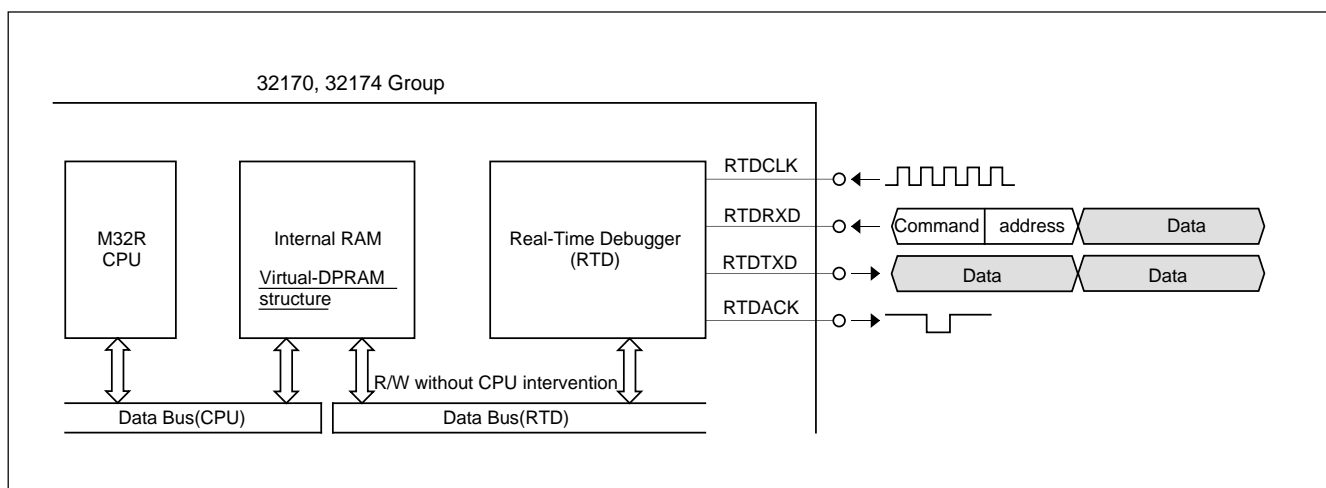 32170, 32174 Group
M32R
CPU
Internal RAM
Virtual-DPRAM
structure
Real-Time Debugger
(RTD)
RTDCLK
RTDRXD
RTDTXD
RTDACK
Command
address
Data
Data
Data
R/W without CPU intervention
Data Bus(CPU)
Data Bus(RTD)